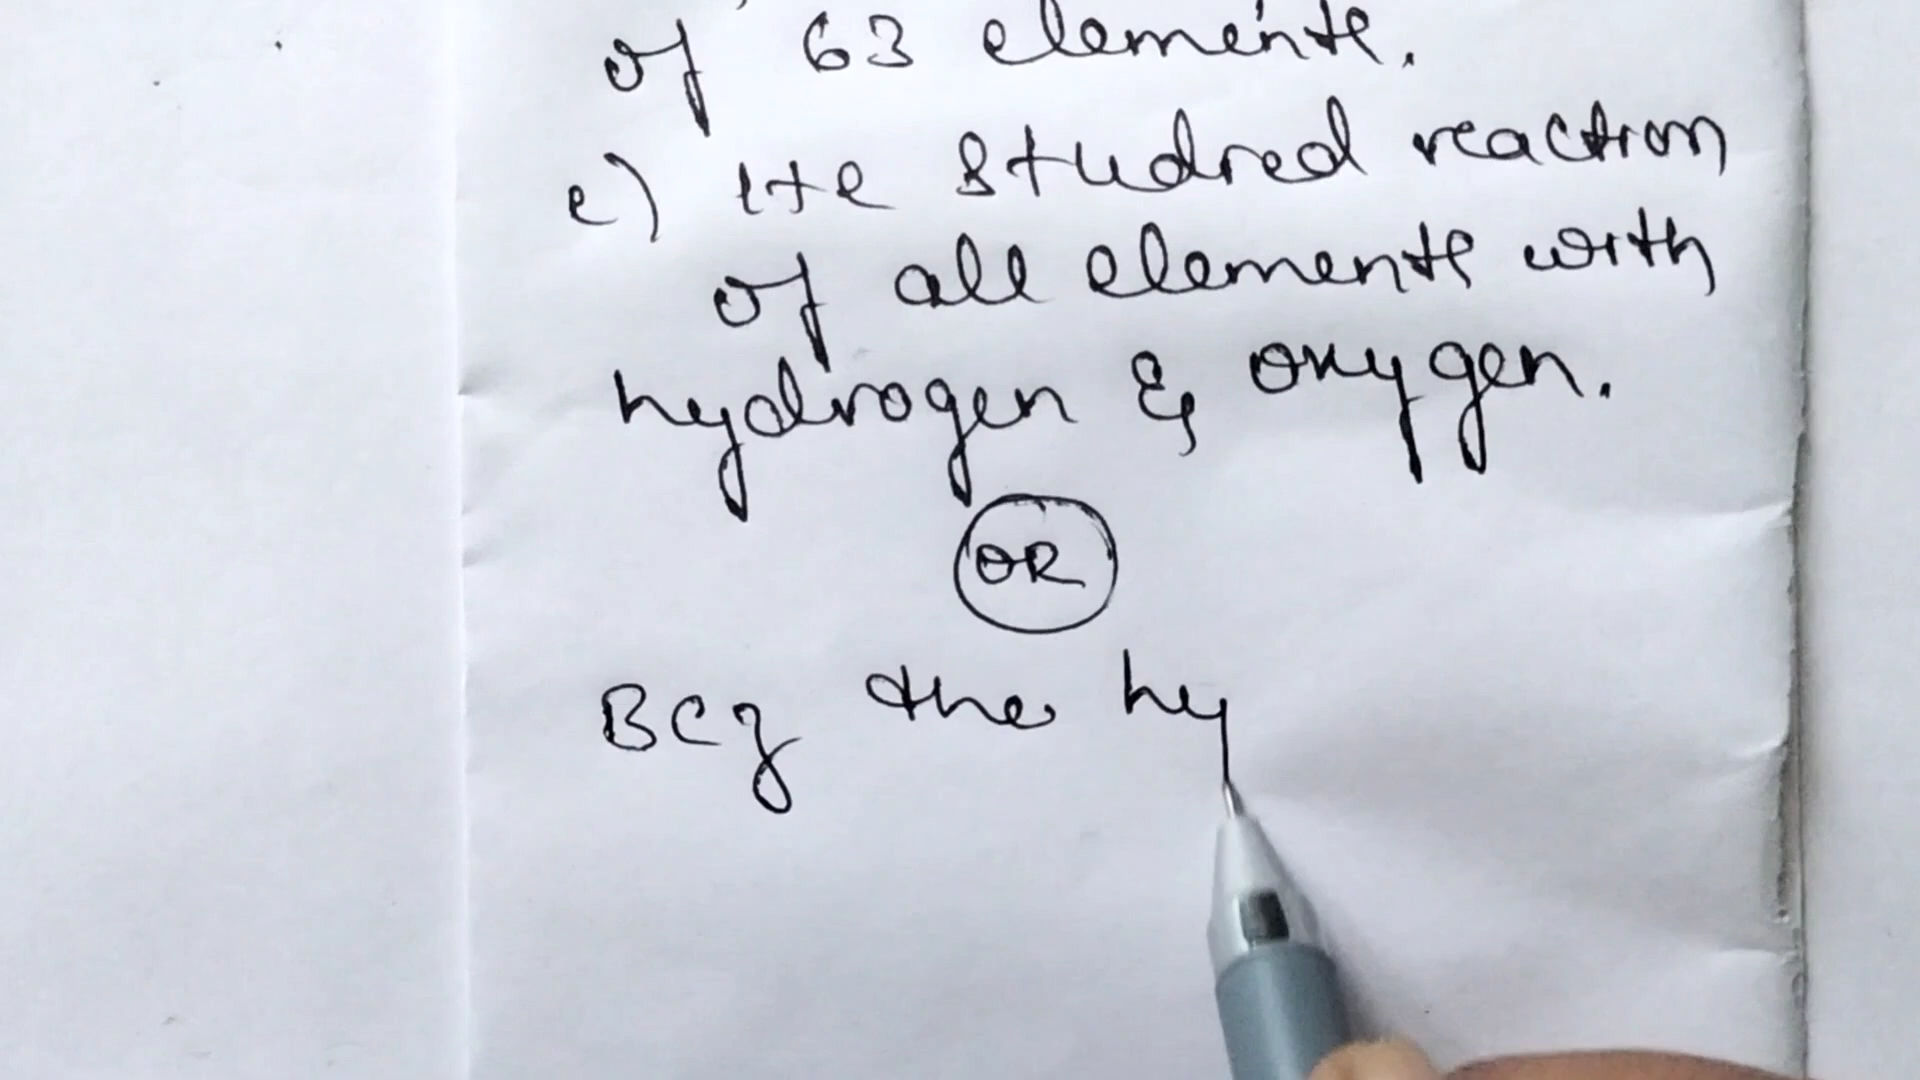 of 63 elements.
e) He studied reaction
of all elements with
hydrogen & oxygen.
OR
Bcz the hy